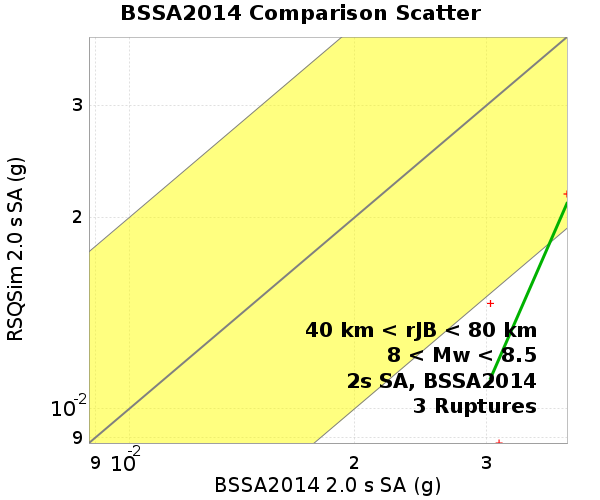 BSSA2014 Comparison Scatter
RSQSim 2.0 s SA (g)
3
2
10-2
9
40 km < rJB < 80 km
8 < Mw < 8.5
2s SA, BSSA2014
3 Ruptures
9 10-2 2 3
BSSA2014 2.0 s SA (g)